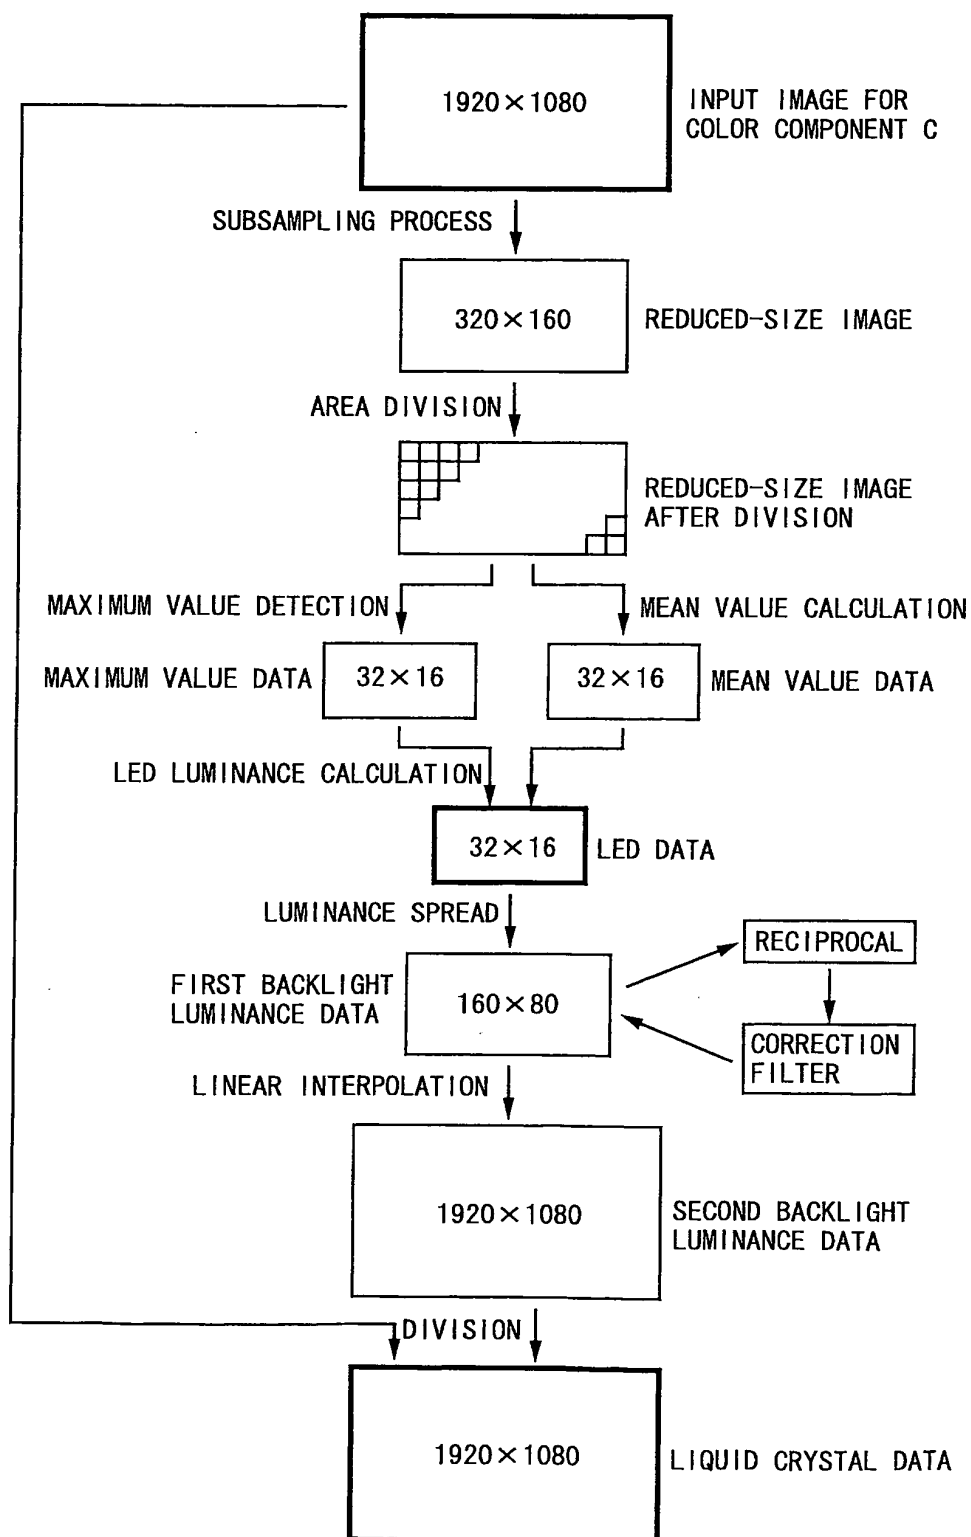 1920×1080
INPUT IMAGE FOR
COLOR COMPONENT C
SUBSAMPLING PROCESS
320×160
REDUCED-SIZE IMAGE
AREA DIVISION
REDUCED-SIZE IMAGE
AFTER DIVISION
MAXIMUM VALUE DETECTION
MEAN VALUE CALCULATION
MAXIMUM VALUE DATA
32×16
32×16
MEAN VALUE DATA
LED LUMINANCE CALCULATION
32×16
LED DATA
LUMINANCE SPREAD
RECIPROCAL
FIRST BACKLIGHT
LUMINANCE DATA
160×80
CORRECTION
FILTER
LINEAR INTERPOLATION
1920×1080
SECOND BACKLIGHT
LUMINANCE DATA
DIVISION
1920×1080
LIQUID CRYSTAL DATA